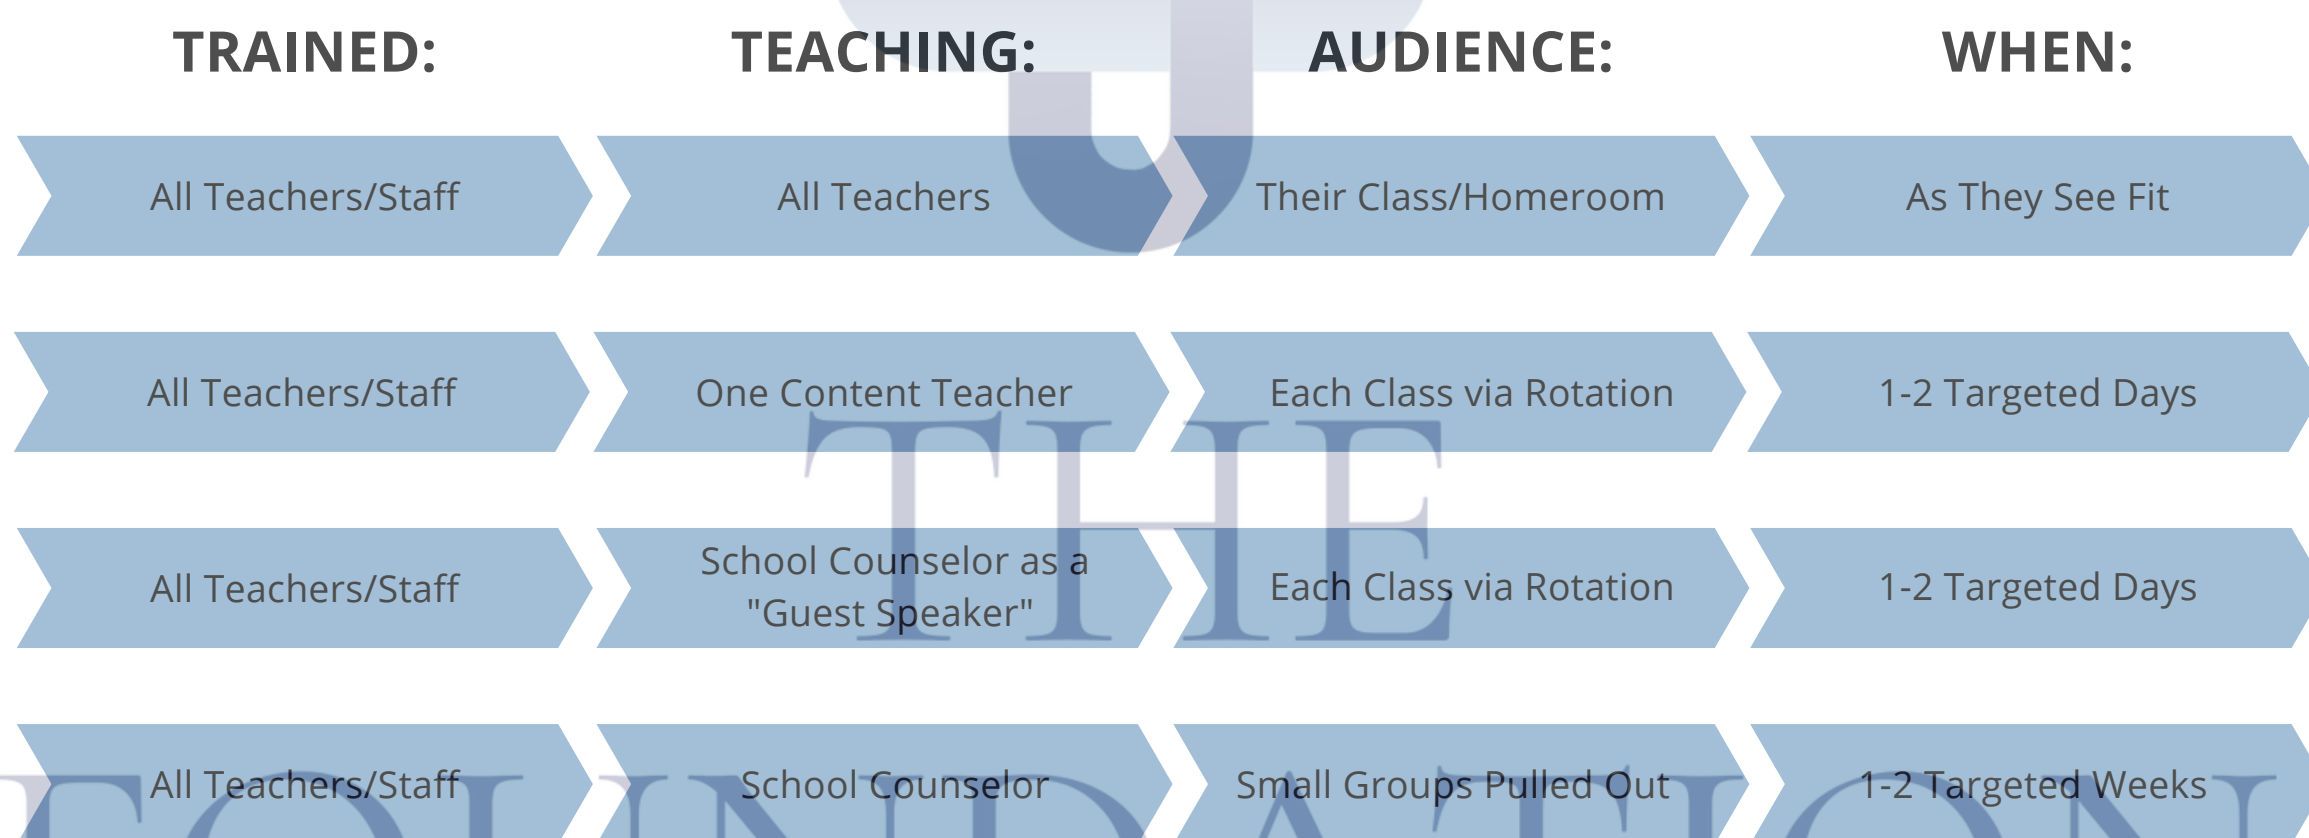 TRAINED: TEACHING: AUDIENCE: WHEN:
All Teachers/Staff All Teachers Their Class/Homeroom As They See Fit
All Teachers/Staff One Content Teacher Each Class via Rotation 1-2 Targeted Days
All Teachers/Staff School Counselor as a "Guest Speaker" Each Class via Rotation 1-2 Targeted Days
THE
All Teachers/Staff School Counselor Small Groups Pulled Out 1-2 Targeted Weeks
FOUNDATION